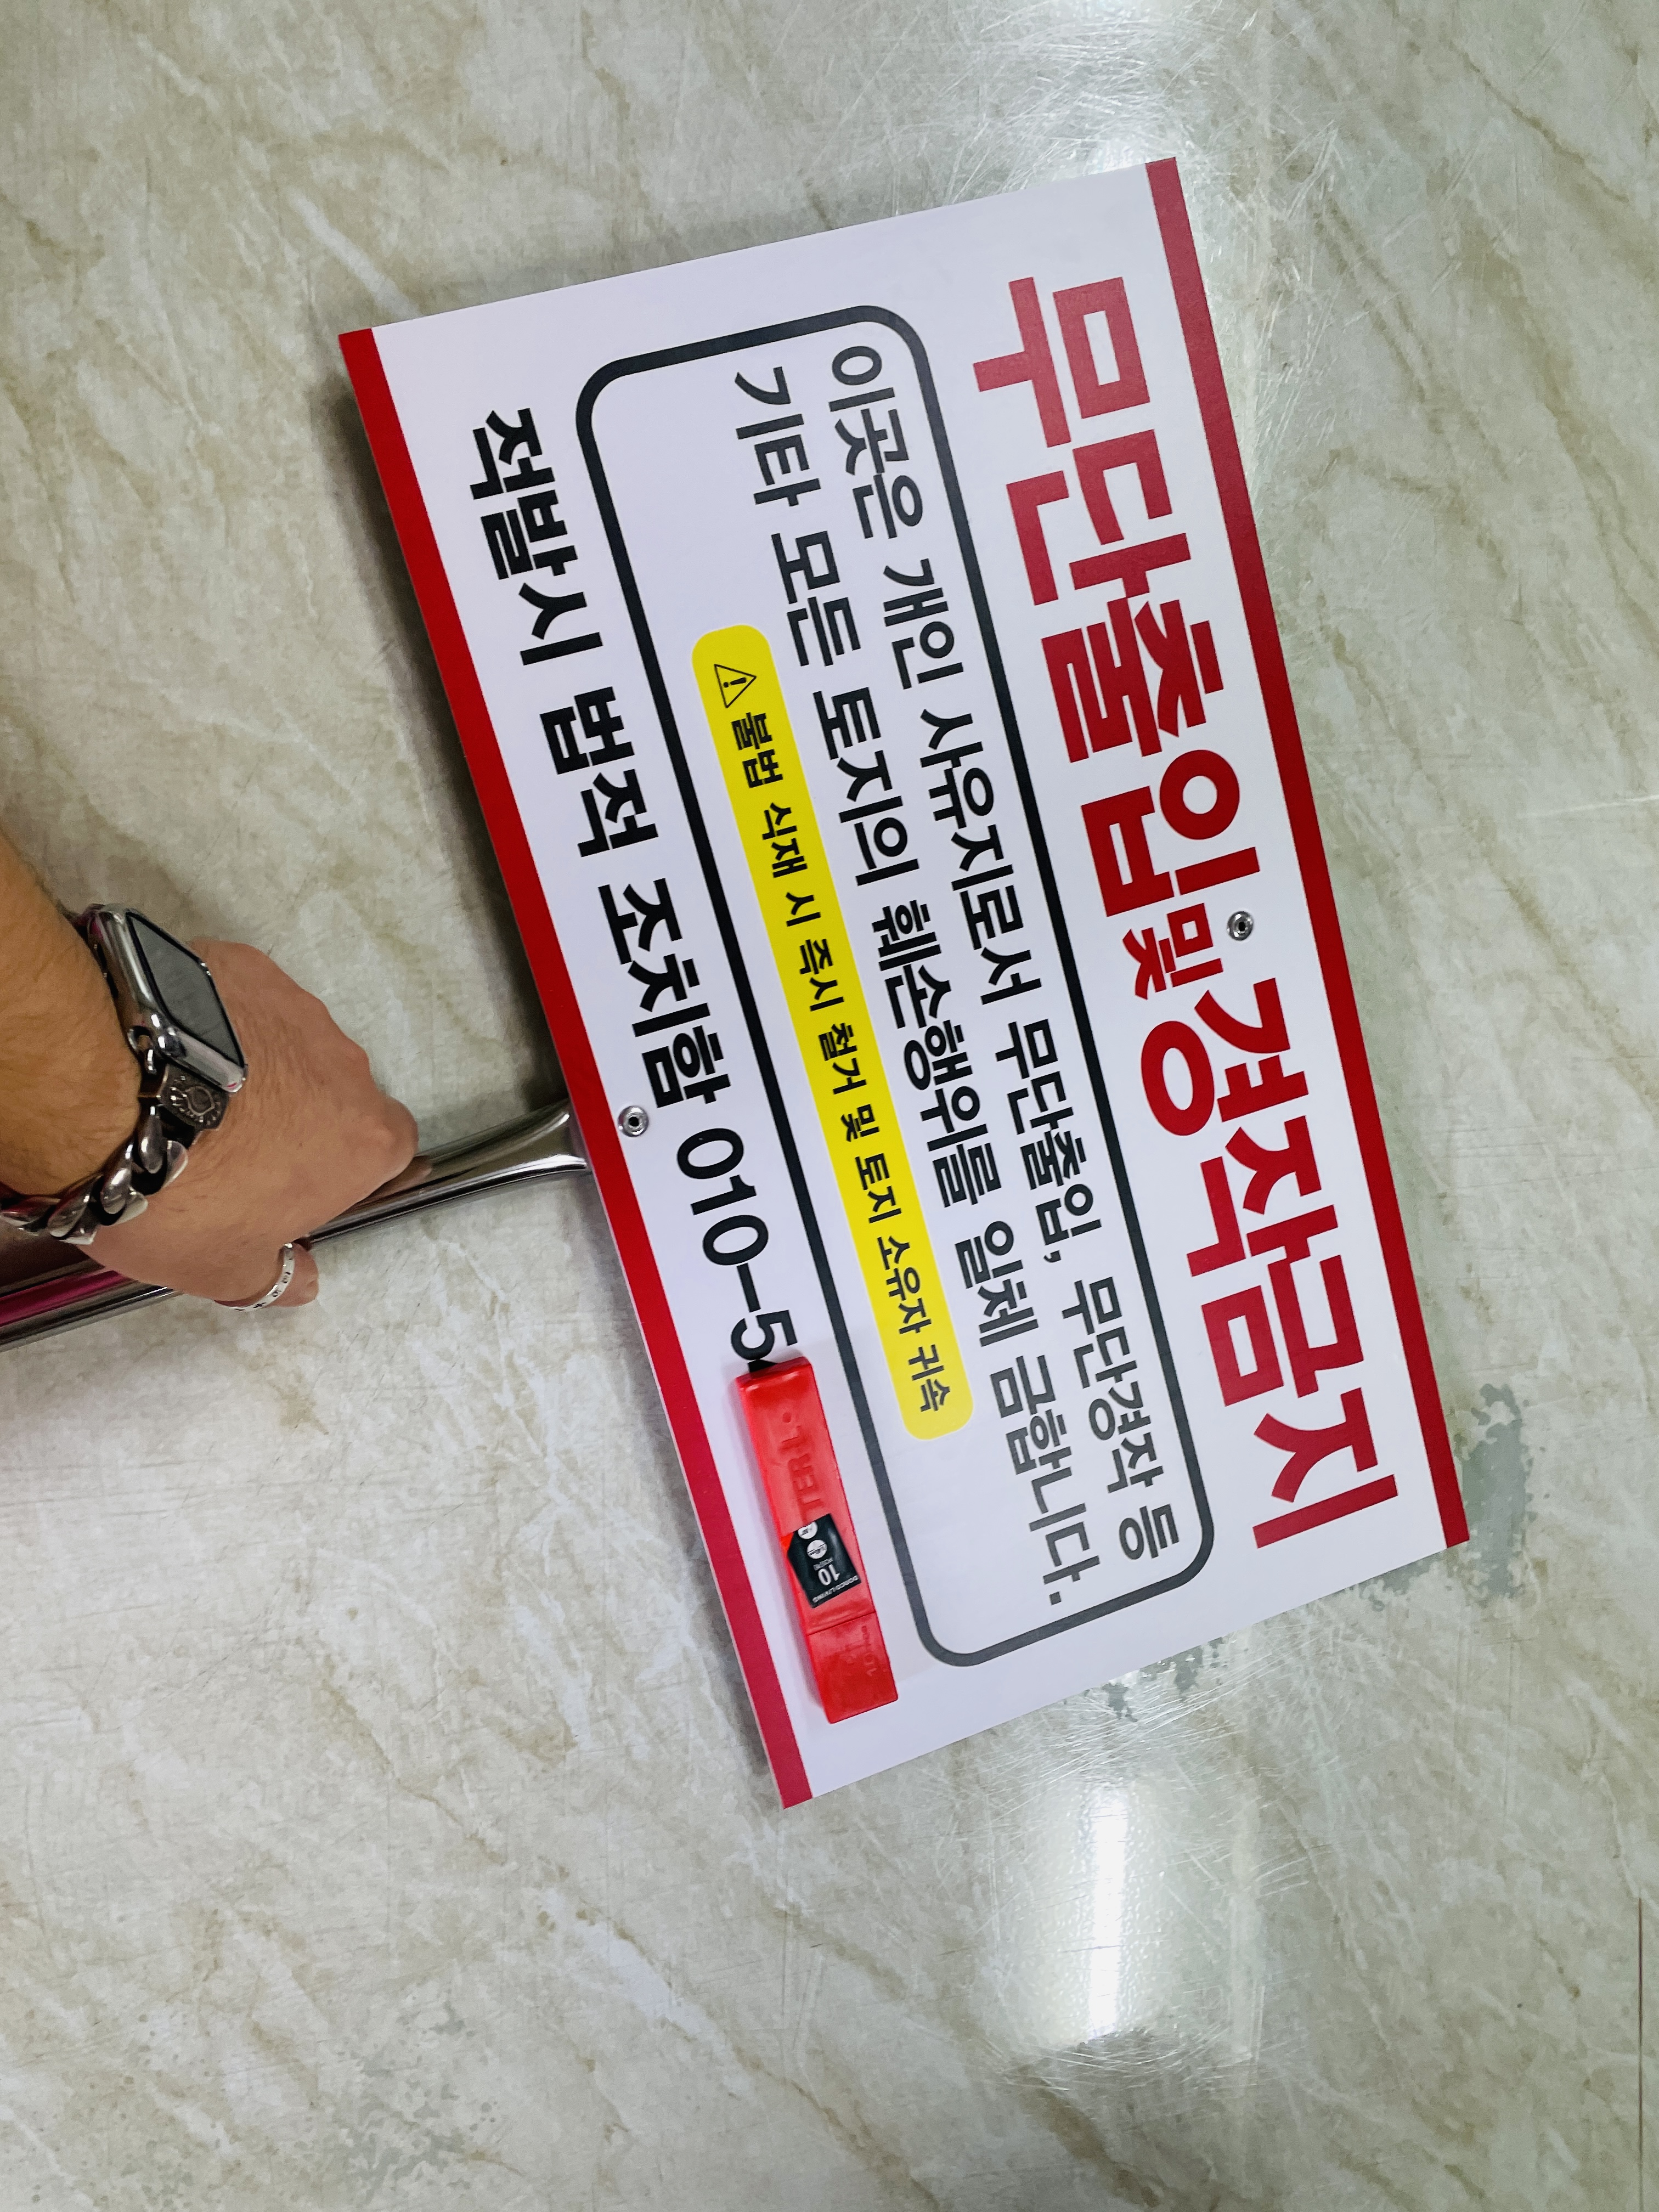 무단출입및경작금지
이곳은 개인 사유지로서 무단출입, 무단경작 등
기타 모든 토지의 훼손행위를 일체 금합니다.
⚠ 불법 식재 시 즉시 철거 및 토지 소유자 귀속
적발시 법적 조치함 010-5
TERL
10
DORCO LIVING